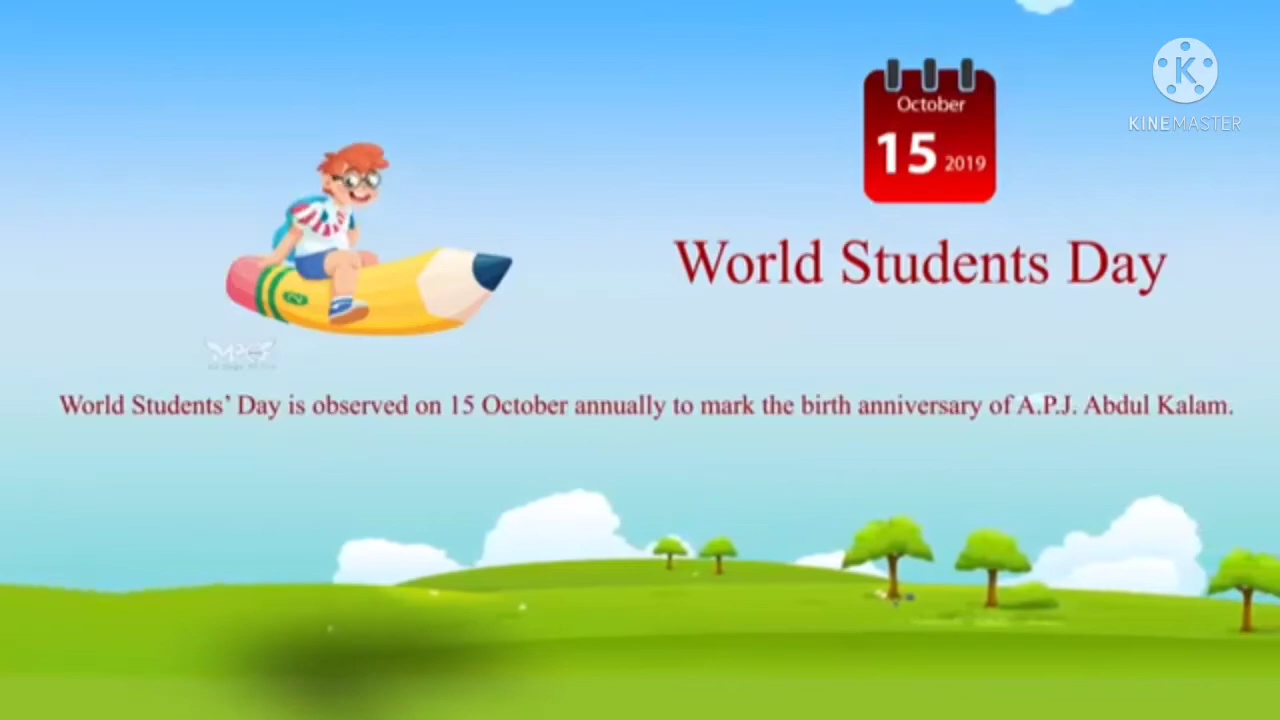 October
15 2019
KINEMASTER
World Students Day
World Students’ Day is observed on 15 October annually to mark the birth anniversary of A.P.J. Abdul Kalam.